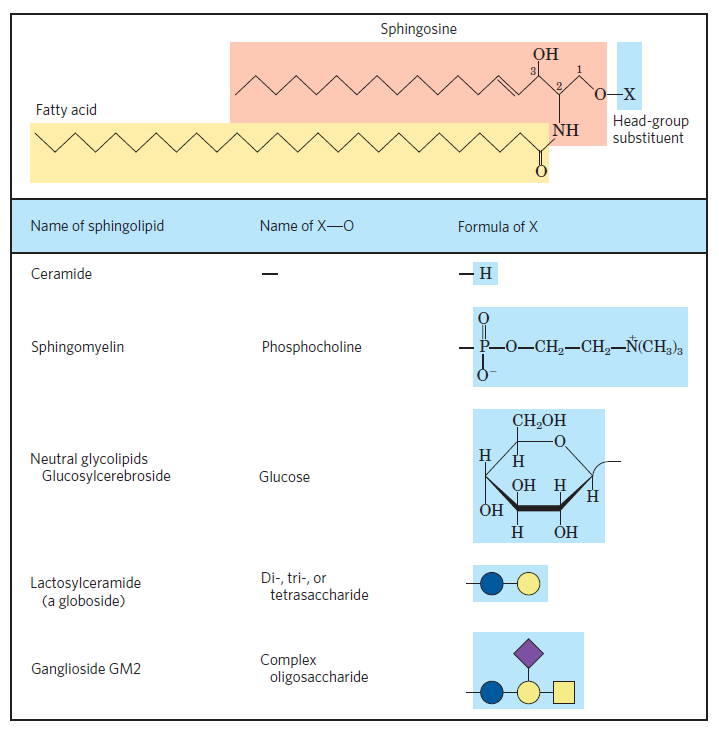 Sphingosine
OH
3
2
1
O—X
Fatty acid
Head-group
substituent
NH
O
Name of sphingolipid
Name of X—O
Formula of X
Ceramide
—
H
Sphingomyelin
Phosphocholine
O
P—O—CH₂—CH₂—N⁺(CH₃)₃
O⁻
Neutral glycolipids
Glucosylcerebroside
Glucose
CH₂OH
O
H
H
OH H
H
OH
H OH
Lactosylceramide
(a globoside)
Di-, tri-, or
tetrasaccharide
Ganglioside GM2
Complex
oligosaccharide